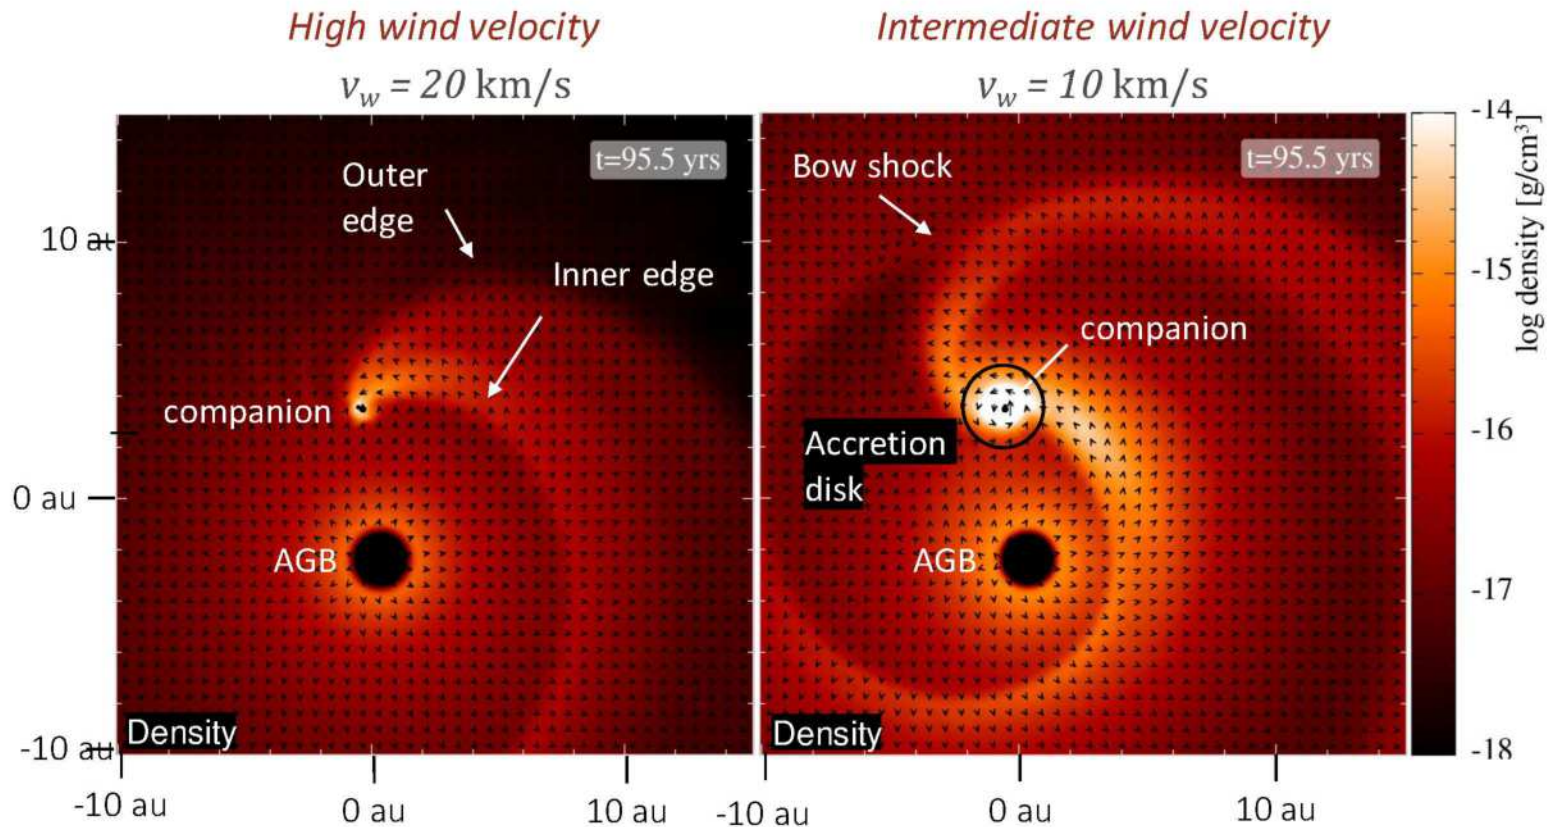 High wind velocity
v_w = 20 km/s
t=95.5 yrs
Outer
edge
Inner edge
companion
AGB
Density
10 au
0 au
-10 au
-10 au
0 au
10 au
Intermediate wind velocity
v_w = 10 km/s
t=95.5 yrs
Bow shock
companion
Accretion
disk
AGB
Density
-10 au
0 au
10 au
-14
-15
-16
-17
-18
log density [g/cm³]